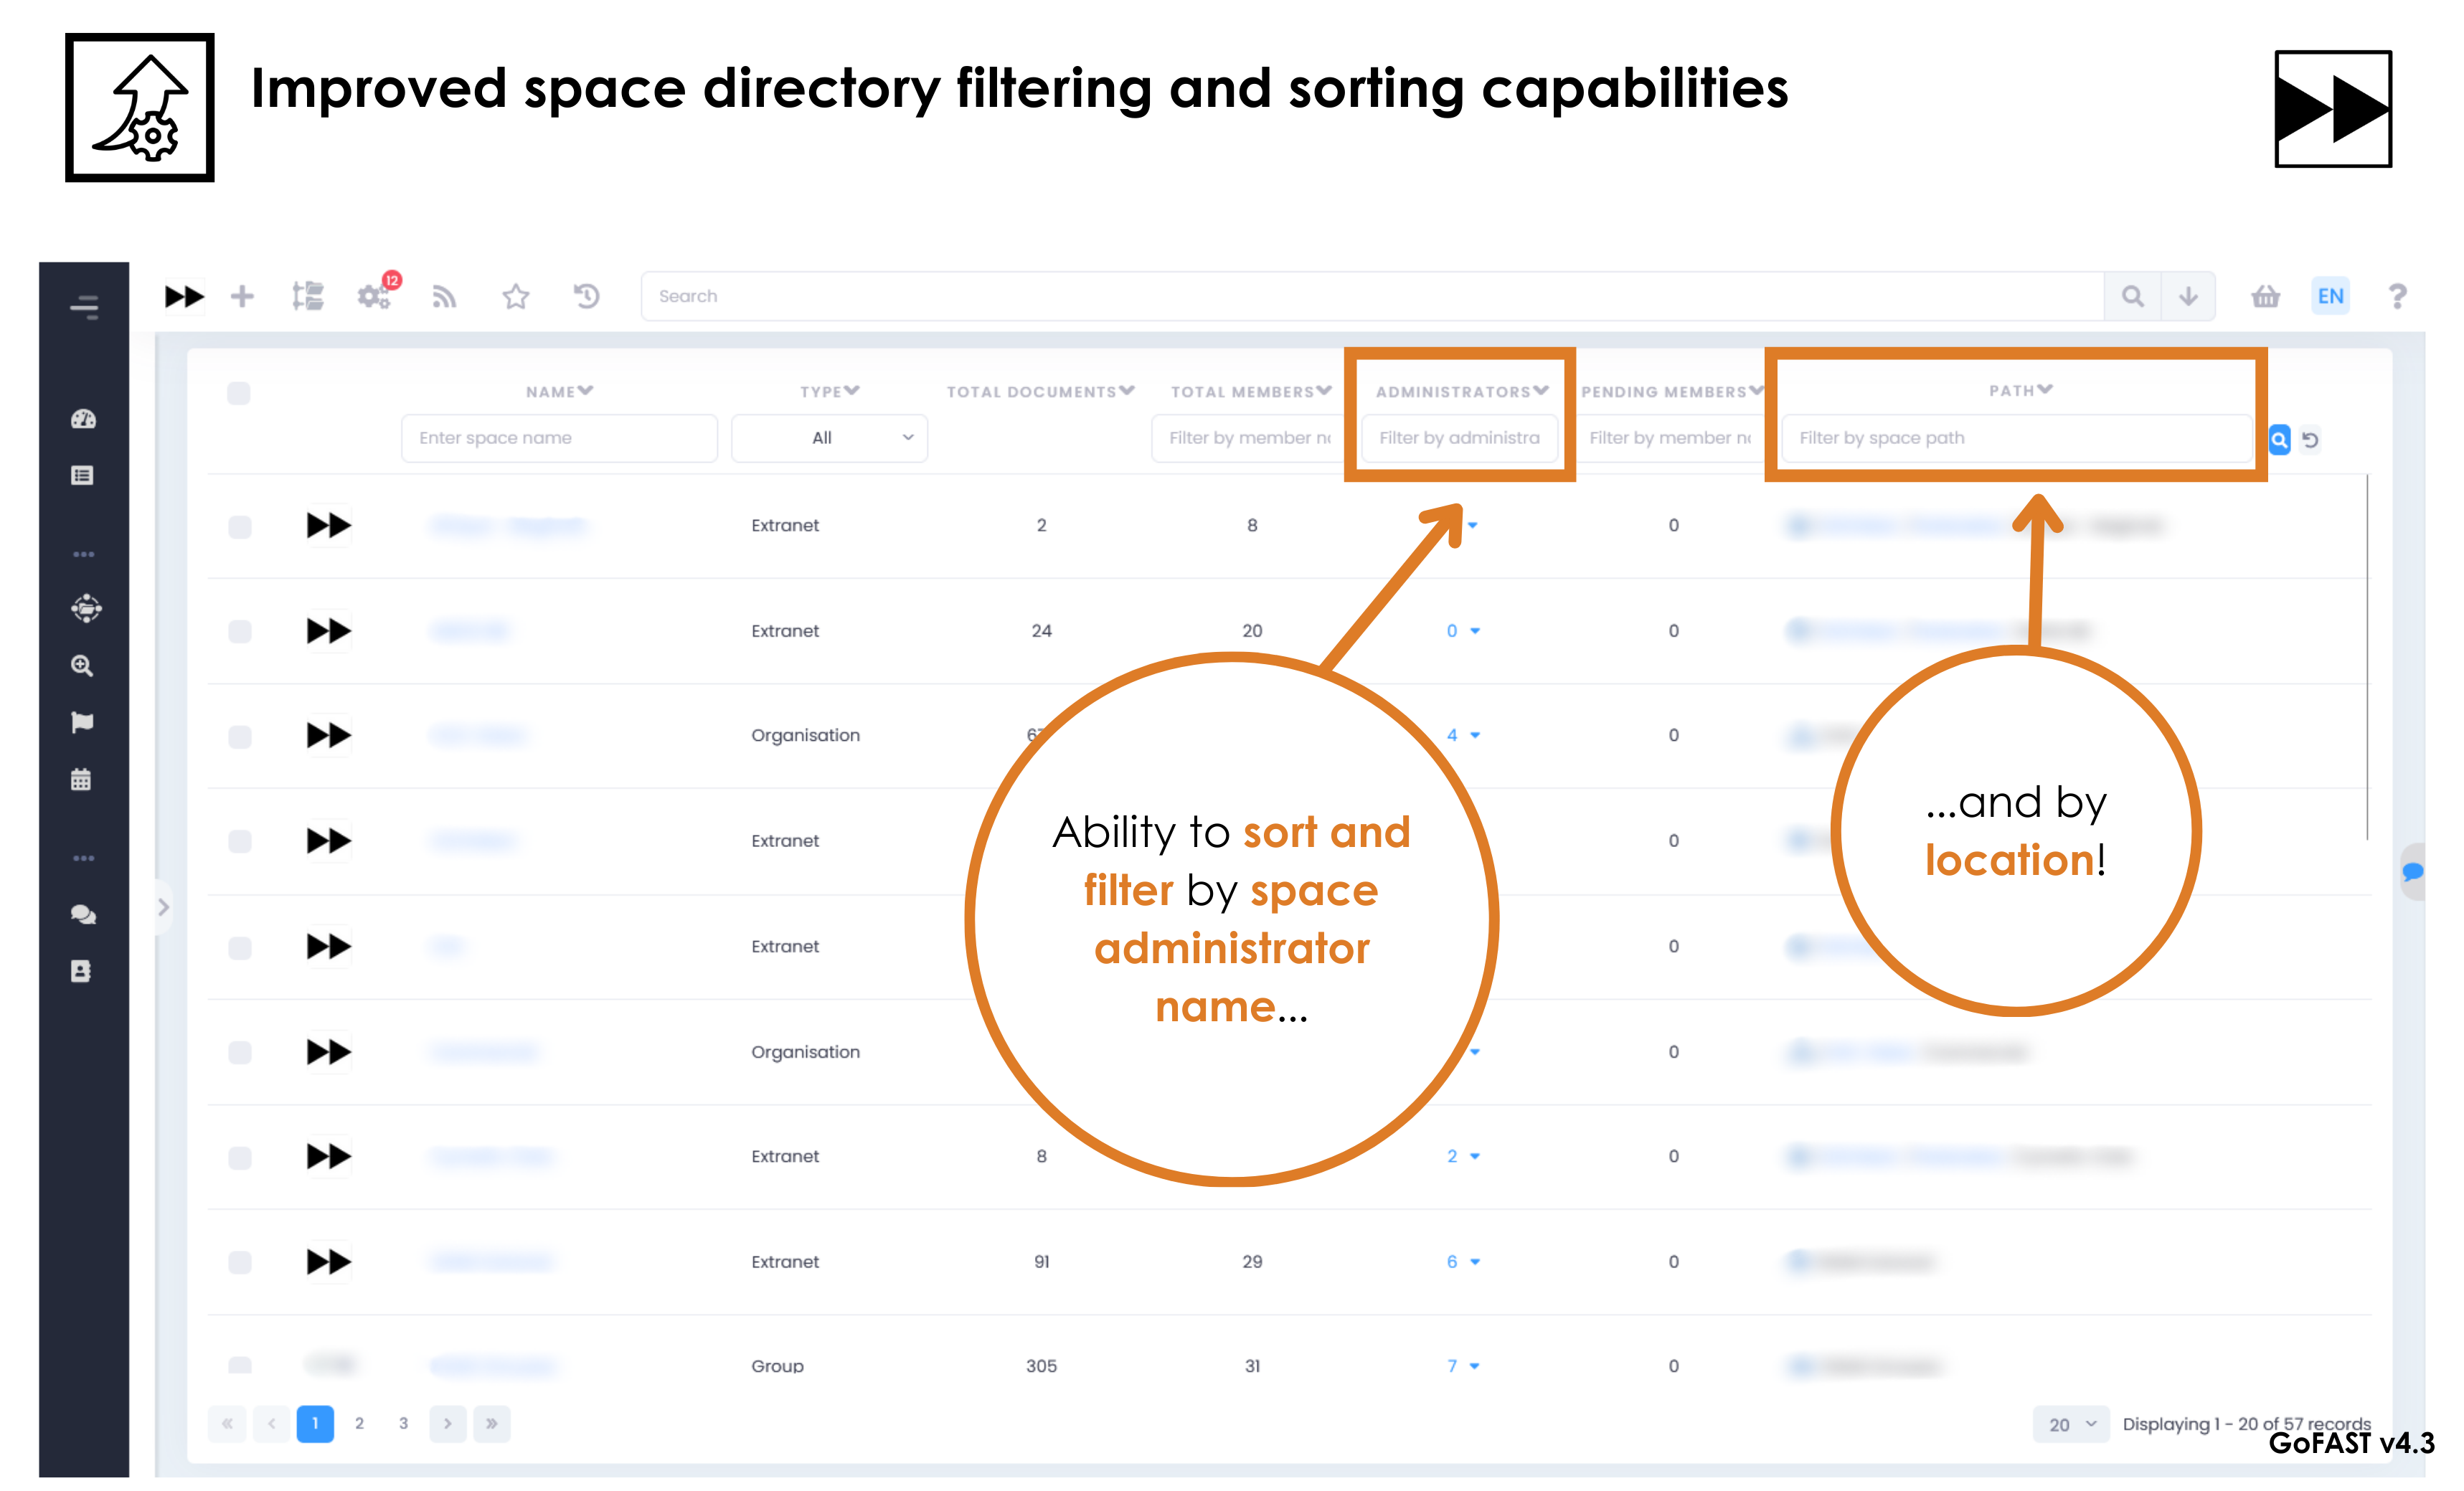 Improved space directory filtering and sorting capabilities
12
Search
EN
?
NAME TYPE TOTAL DOCUMENTS TOTAL MEMBERS ADMINISTRATORS PENDING MEMBERS PATH
Enter space name All Filter by member Filter by administra Filter by member Filter by space path
Extranet 2 8 0
Extranet 24 20 0 0
Organisation 4 0
Extranet 0
Extranet 0
Organisation 0
Extranet 8 2 0
Extranet 91 29 6 0
Group 305 31 7 0
Ability to sort and
filter by space
administrator
name...
...and by
location!
« < 1 2 3 > »
20 Displaying 1 - 20 of 57 records
GoFAST v4.3